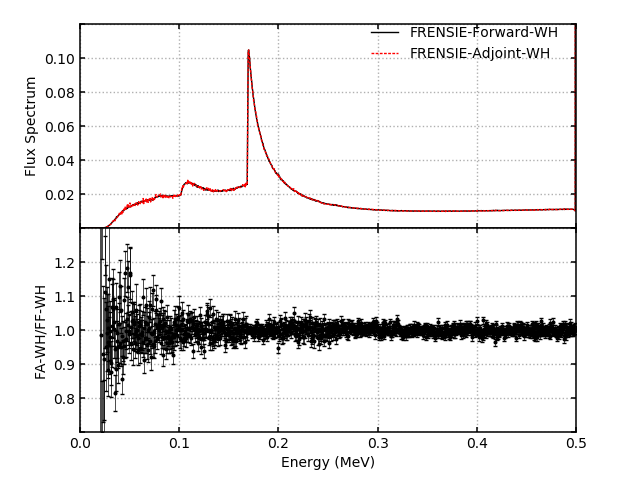 FRENSIE-Forward-WH
FRENSIE-Adjoint-WH
Flux Spectrum
0.10
0.08
0.06
0.04
0.02
FA-WH/FF-WH
1.2
1.1
1.0
0.9
0.8
0.0 0.1 0.2 0.3 0.4 0.5
Energy (MeV)